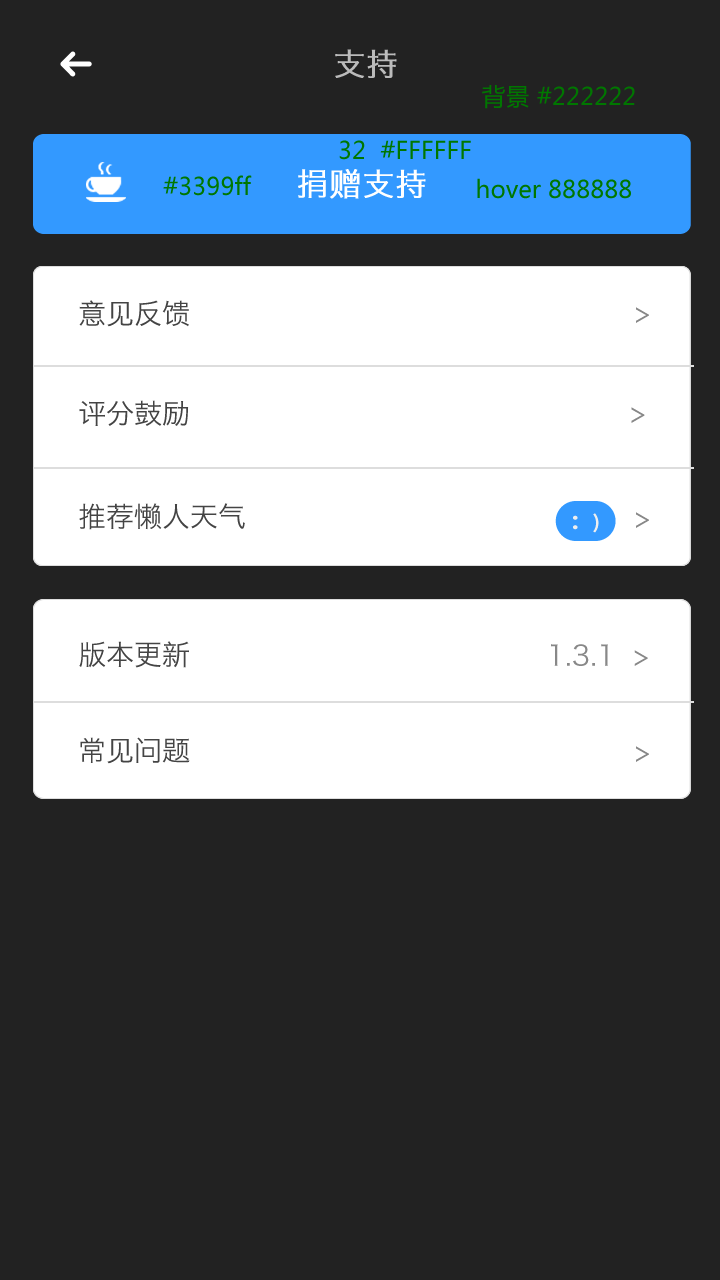 支持
背景 #222222
32 #FFFFFF
#3399ff 捐赠支持 hover 888888
意见反馈 >
评分鼓励 >
推荐懒人天气 : ) >
版本更新 1.3.1 >
常见问题 >